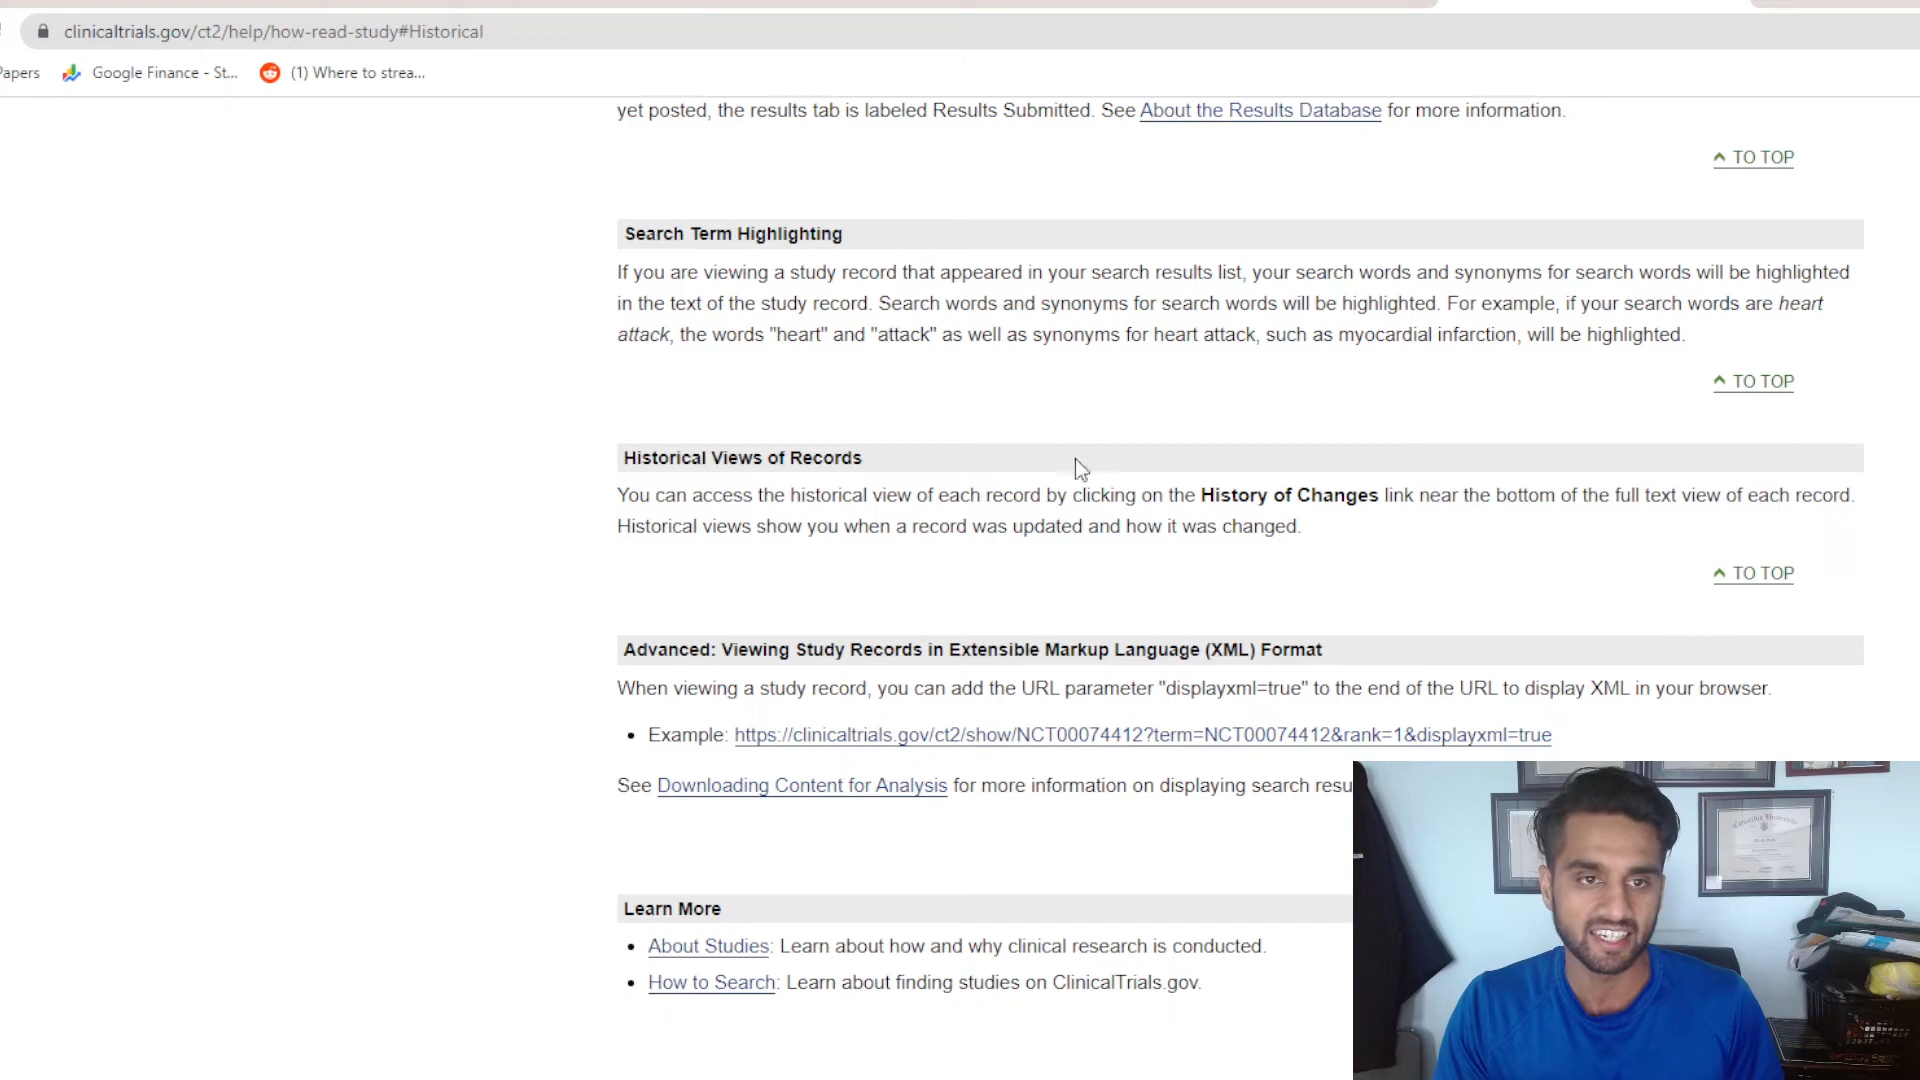 clinicaltrials.gov/ct2/help/how-read-study#Historical
Papers Google Finance - St... (1) Where to strea...
yet posted, the results tab is labeled Results Submitted. See About the Results Database for more information.
TO TOP
Search Term Highlighting
If you are viewing a study record that appeared in your search results list, your search words and synonyms for search words will be highlighted
in the text of the study record. Search words and synonyms for search words will be highlighted. For example, if your search words are heart
attack, the words "heart" and "attack" as well as synonyms for heart attack, such as myocardial infarction, will be highlighted.
TO TOP
Historical Views of Records
You can access the historical view of each record by clicking on the History of Changes link near the bottom of the full text view of each record.
Historical views show you when a record was updated and how it was changed.
TO TOP
Advanced: Viewing Study Records in Extensible Markup Language (XML) Format
When viewing a study record, you can add the URL parameter "displayxml=true" to the end of the URL to display XML in your browser.
• Example: https://clinicaltrials.gov/ct2/show/NCT00074412?term=NCT00074412&rank=1&displayxml=true
See Downloading Content for Analysis for more information on displaying search resu
Concordia University
Learn More
• About Studies: Learn about how and why clinical research is conducted.
• How to Search: Learn about finding studies on ClinicalTrials.gov.